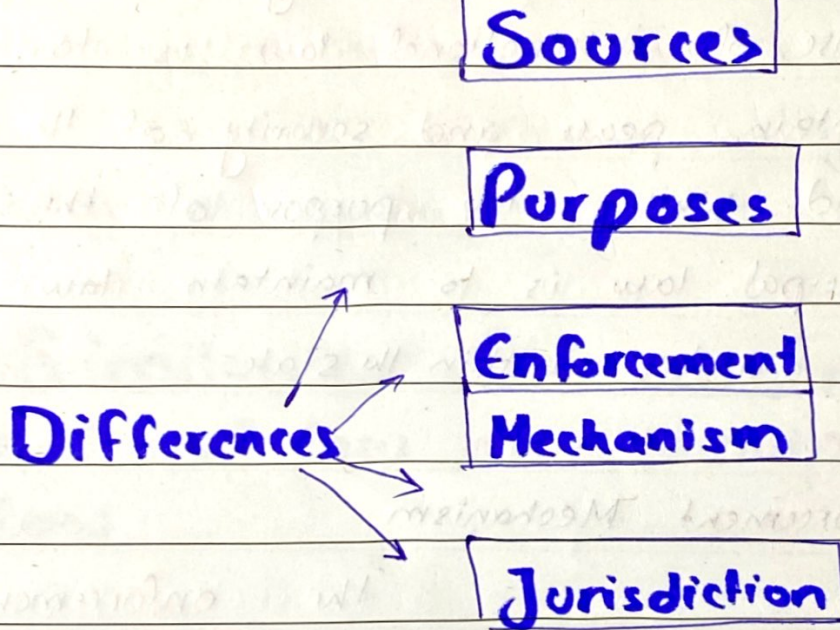 Sources
Purposes
Enforcement
Differences
Mechanism
Jurisdiction